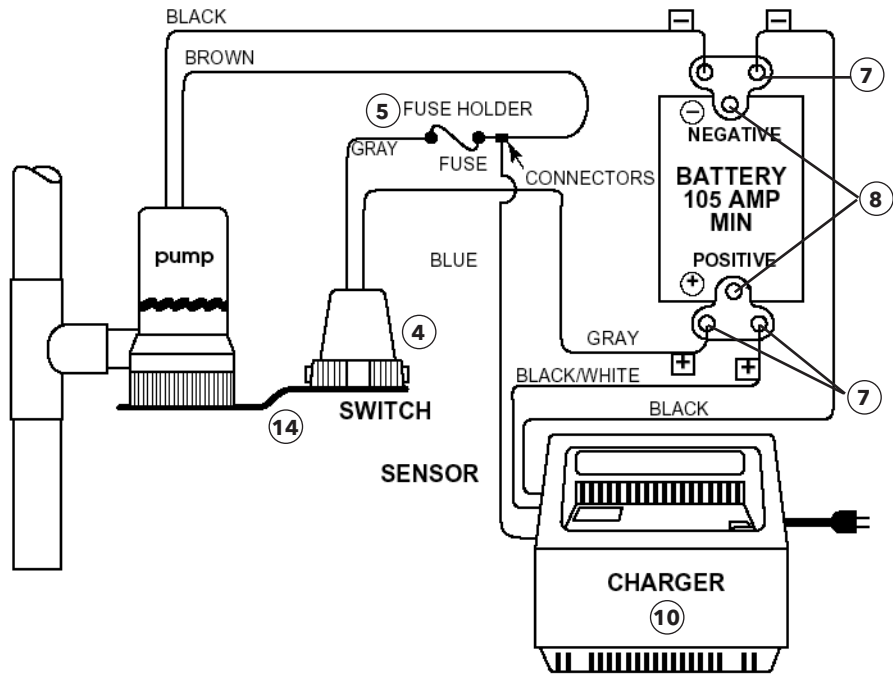 BLACK
−
−
BROWN
7
5
FUSE HOLDER
−
NEGATIVE
GRAY
FUSE
CONNECTORS
BATTERY
105 AMP
MIN
8
pump
BLUE
POSITIVE
+
4
GRAY
+
+
BLACK/WHITE
7
BLACK
14
SWITCH
SENSOR
CHARGER
10